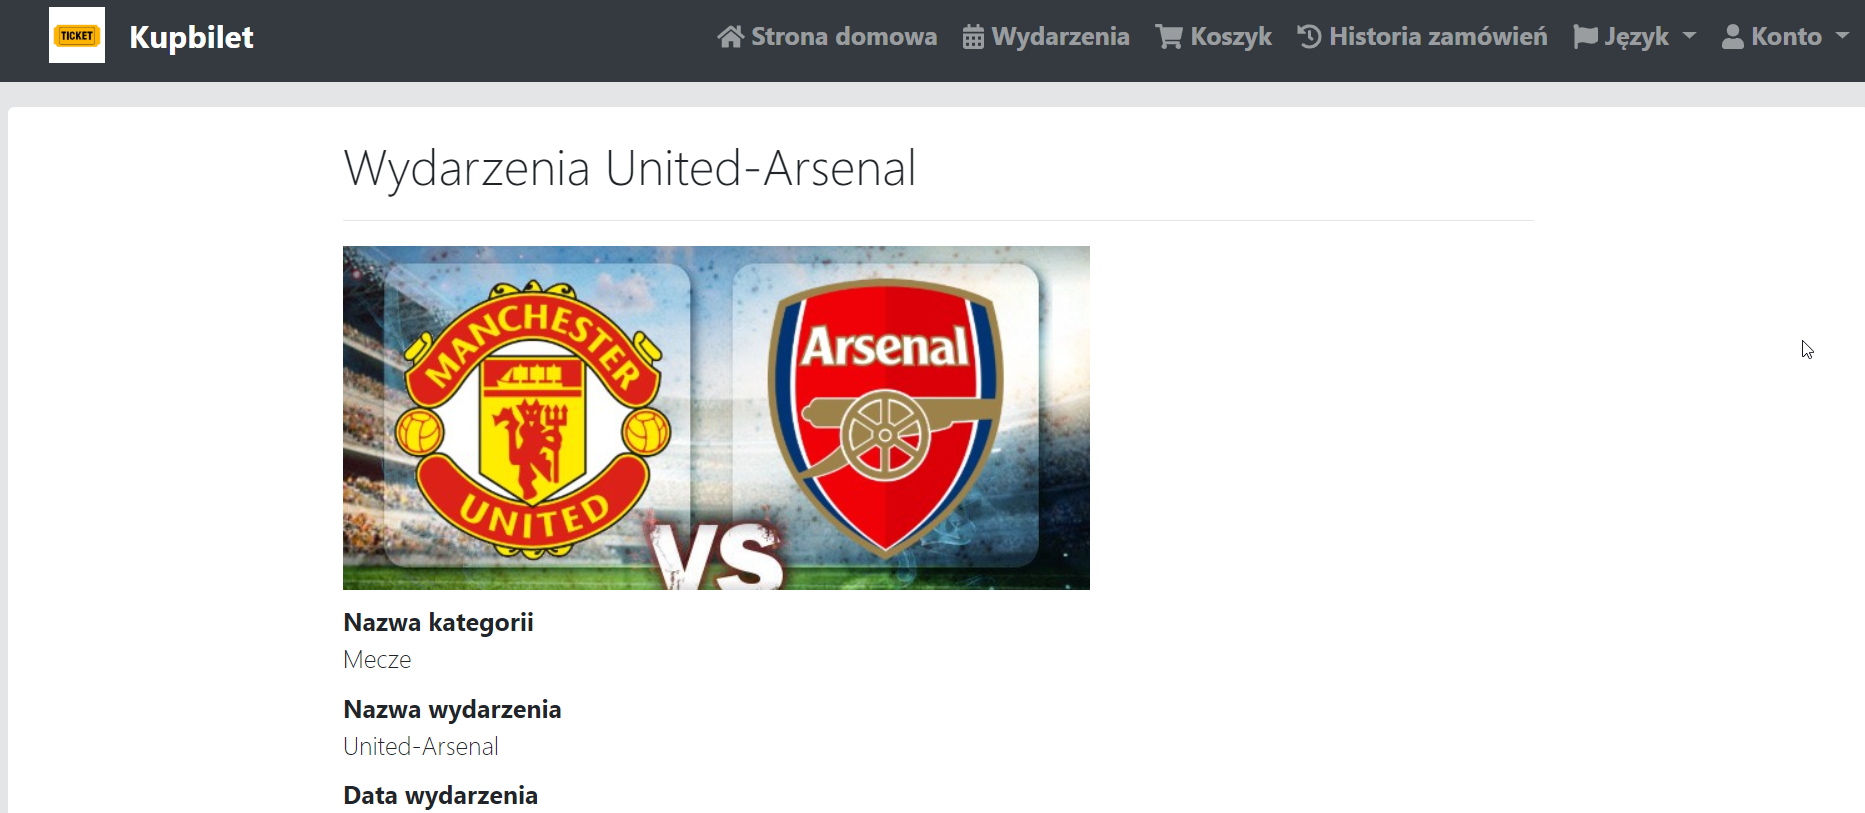 TICKET
Kupbilet
Strona domowa
Wydarzenia
Koszyk
Historia zamówień
Język
Konto
Wydarzenia United-Arsenal
MANCHESTER
UNITED
Arsenal
VS
Nazwa kategorii
Mecze
Nazwa wydarzenia
United-Arsenal
Data wydarzenia